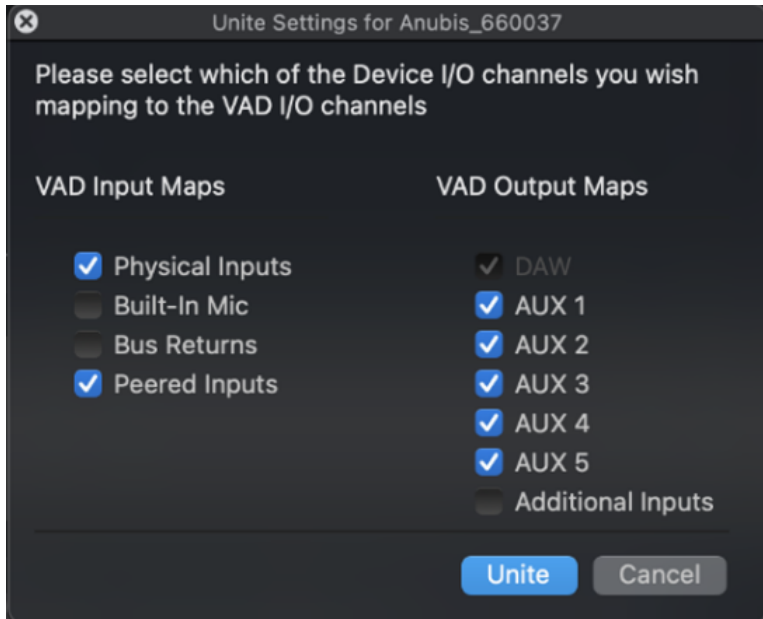 Unite Settings for Anubis_660037
Please select which of the Device I/O channels you wish
mapping to the VAD I/O channels
VAD Input Maps
Physical Inputs
Built-In Mic
Bus Returns
Peered Inputs
VAD Output Maps
DAW
AUX 1
AUX 2
AUX 3
AUX 4
AUX 5
Additional Inputs
Unite
Cancel